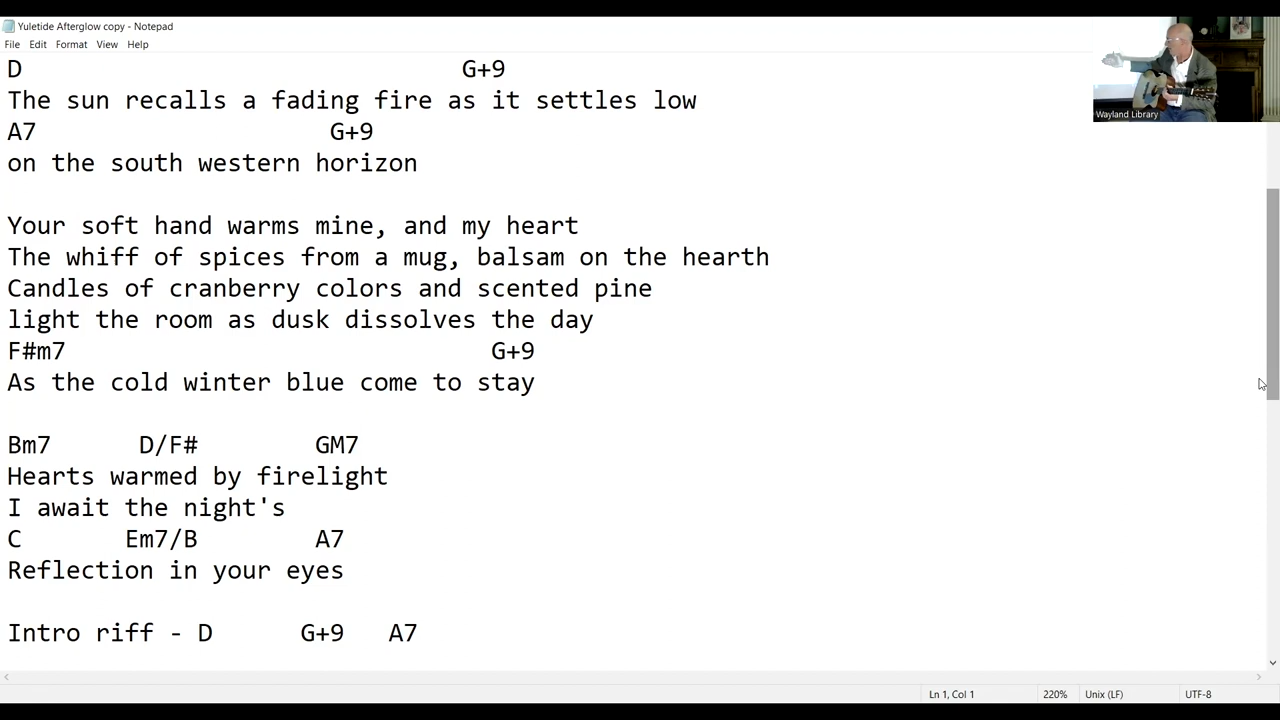 Yuletide Afterglow copy - Notepad
File Edit Format View Help
D G+9
The sun recalls a fading fire as it settles low
A7 G+9
on the south western horizon
Your soft hand warms mine, and my heart
The whiff of spices from a mug, balsam on the hearth
Candles of cranberry colors and scented pine
light the room as dusk dissolves the day
F#m7 G+9
As the cold winter blue come to stay
Bm7 D/F# GM7
Hearts warmed by firelight
I await the night's
C Em7/B A7
Reflection in your eyes
Intro riff - D G+9 A7
Wayland Library
Ln 1, Col 1 220% Unix (LF) UTF-8